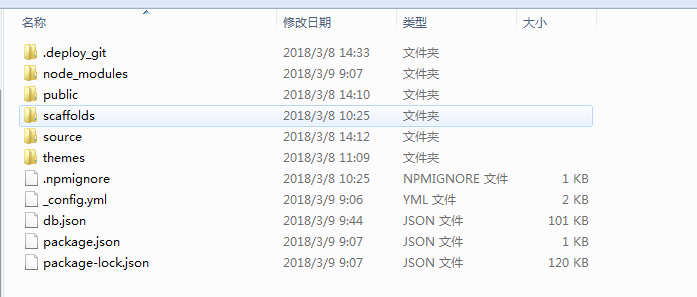 名称 修改日期 类型 大小
.deploy_git 2018/3/8 14:33 文件夹
node_modules 2018/3/9 9:07 文件夹
public 2018/3/8 14:10 文件夹
scaffolds 2018/3/8 10:25 文件夹
source 2018/3/8 14:12 文件夹
themes 2018/3/8 11:09 文件夹
.npmignore 2018/3/8 10:25 NPMIGNORE 文件 1 KB
_config.yml 2018/3/9 9:06 YML 文件 2 KB
db.json 2018/3/9 9:44 JSON 文件 101 KB
package.json 2018/3/9 9:07 JSON 文件 1 KB
package-lock.json 2018/3/9 9:07 JSON 文件 120 KB